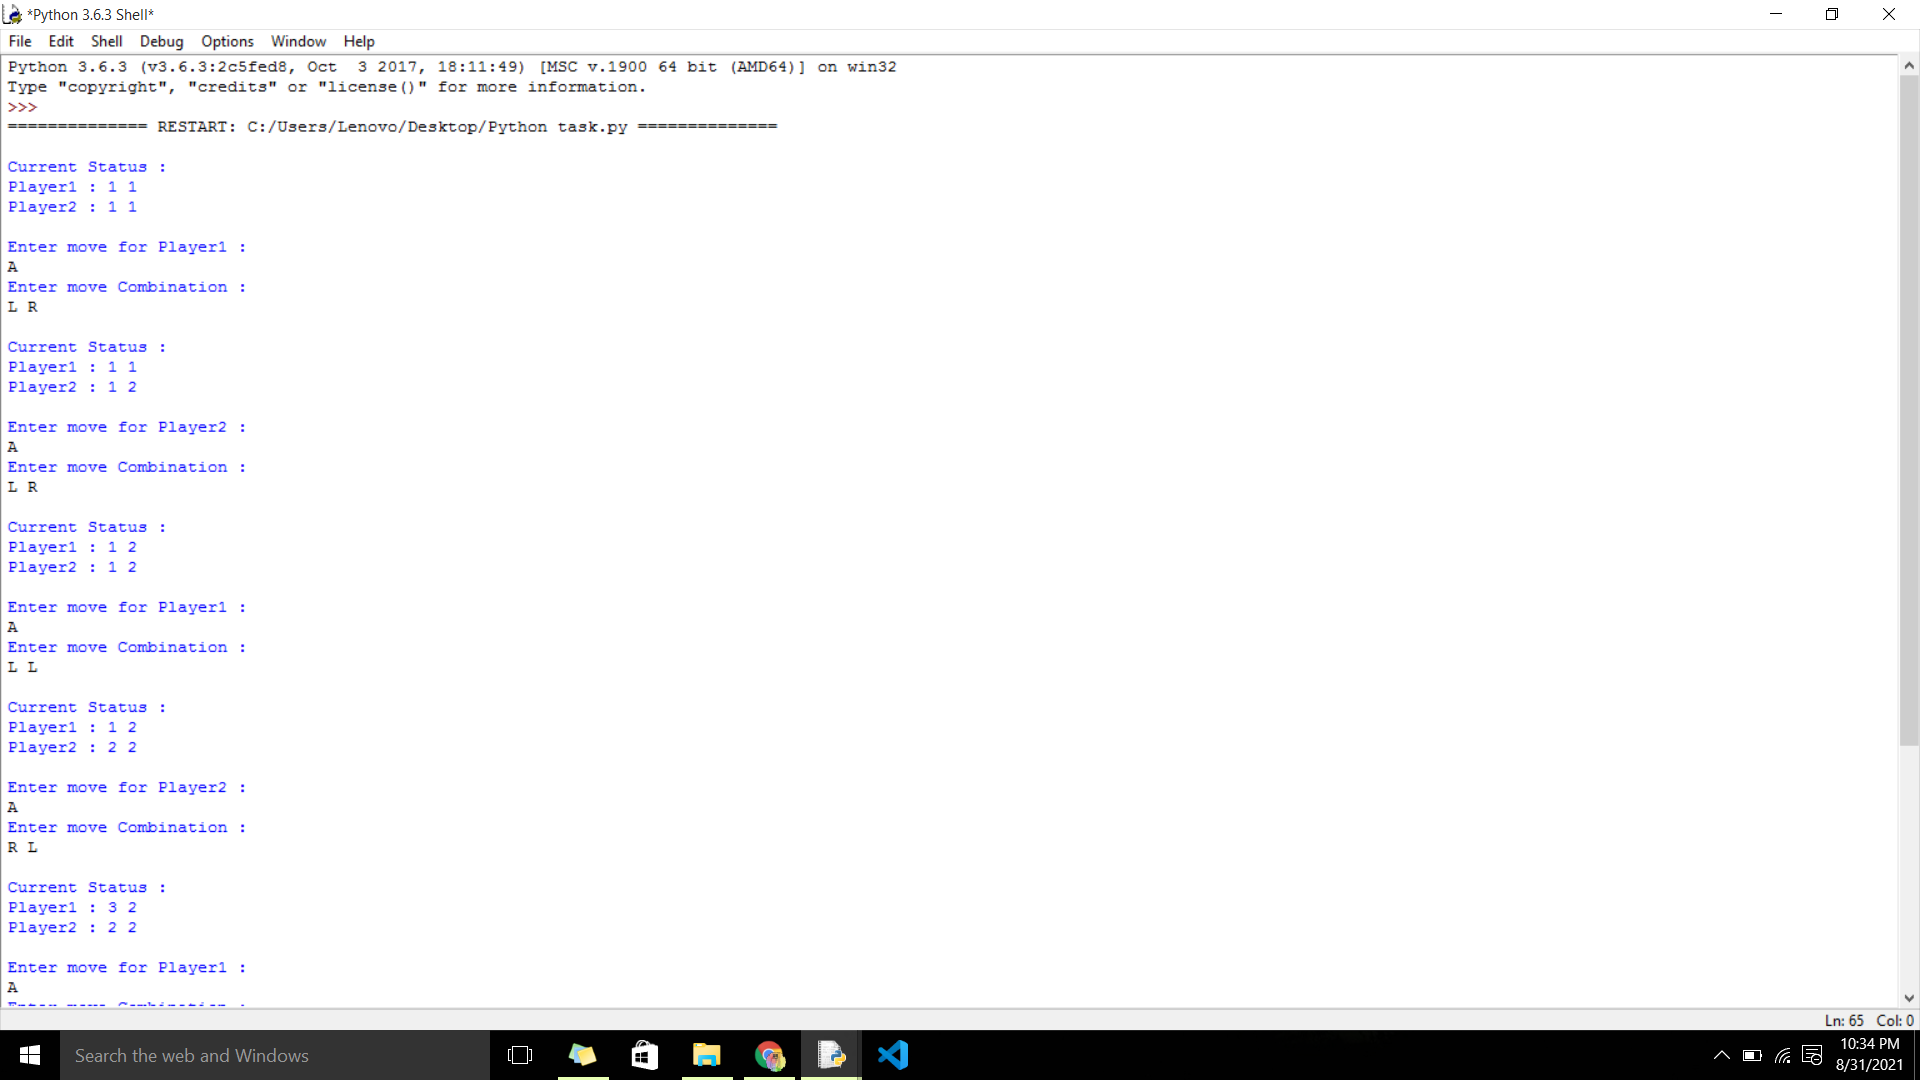 *Python 3.6.3 Shell*
File Edit Shell Debug Options Window Help
Python 3.6.3 (v3.6.3:2c5fed8, Oct  3 2017, 18:11:49) [MSC v.1900 64 bit (AMD64)] on win32
Type "copyright", "credits" or "license()" for more information.
>>>
============== RESTART: C:/Users/Lenovo/Desktop/Python task.py ==============
Current Status :
Player1 : 1 1
Player2 : 1 1
Enter move for Player1 :
A
Enter move Combination :
L R
Current Status :
Player1 : 1 1
Player2 : 1 2
Enter move for Player2 :
A
Enter move Combination :
L R
Current Status :
Player1 : 1 2
Player2 : 1 2
Enter move for Player1 :
A
Enter move Combination :
L L
Current Status :
Player1 : 1 2
Player2 : 2 2
Enter move for Player2 :
A
Enter move Combination :
R L
Current Status :
Player1 : 3 2
Player2 : 2 2
Enter move for Player1 :
A
Enter move Combination :
Ln: 65 Col: 0
Search the web and Windows
10:34 PM
8/31/2021